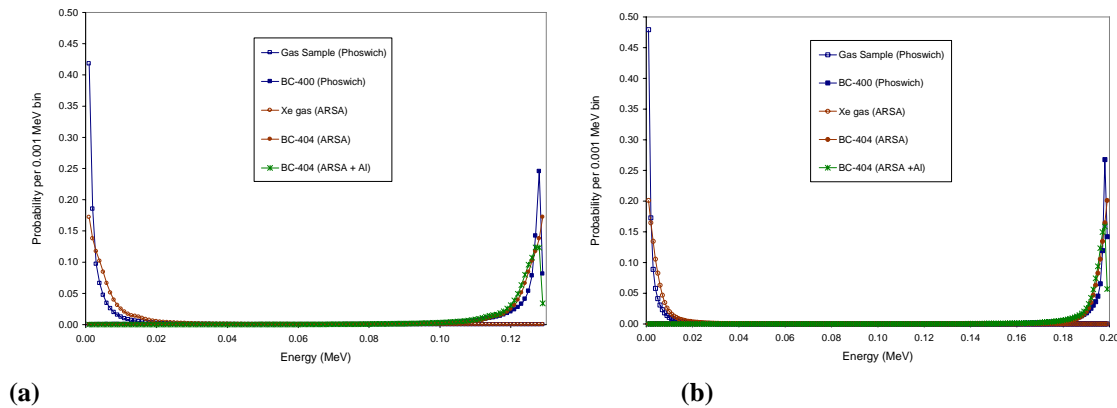 0.50
0.45
0.40
0.35
0.30
0.25
0.20
0.15
0.10
0.05
0.00
Probability per 0.001 MeV bin
Gas Sample (Phoswich)
BC-400 (Phoswich)
Xe gas (ARSA)
BC-404 (ARSA)
BC-404 (ARSA + Al)
0.00 0.02 0.04 0.06 0.08 0.10 0.12
Energy (MeV)
(a)
0.50
0.45
0.40
0.35
0.30
0.25
0.20
0.15
0.10
0.05
0.00
Probability per 0.001 MeV bin
Gas Sample (Phoswich)
BC-400 (Phoswich)
Xe gas (ARSA)
BC-404 (ARSA)
BC-404 (ARSA +Al)
0.00 0.02 0.04 0.06 0.08 0.10 0.12 0.14 0.16 0.18 0.20
Energy (MeV)
(b)